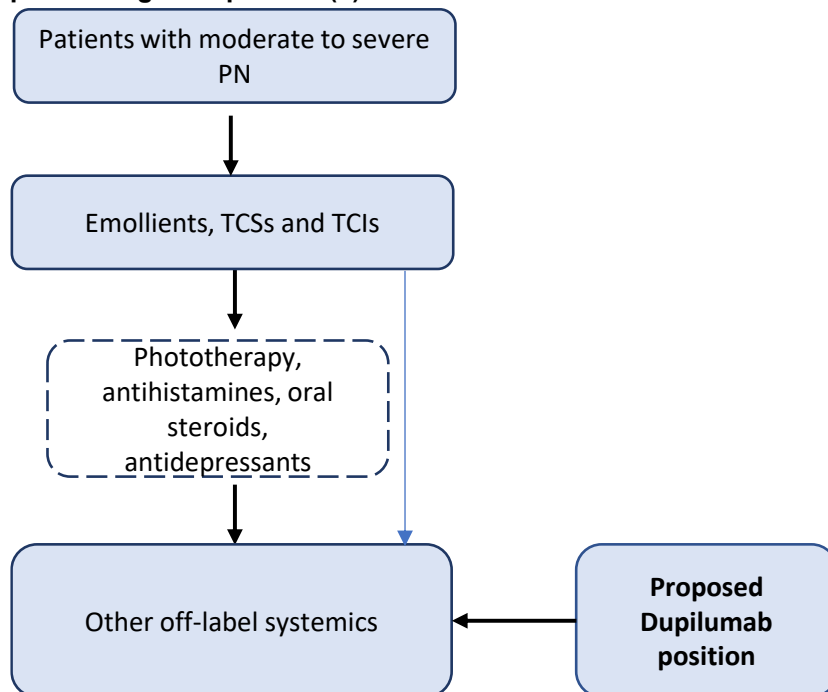 Patients with moderate to severe
PN
Emollients, TCSs and TCIs
Phototherapy,
antihistamines, oral
steroids,
antidepressants
Other off-label systemics
Proposed
Dupilumab
position